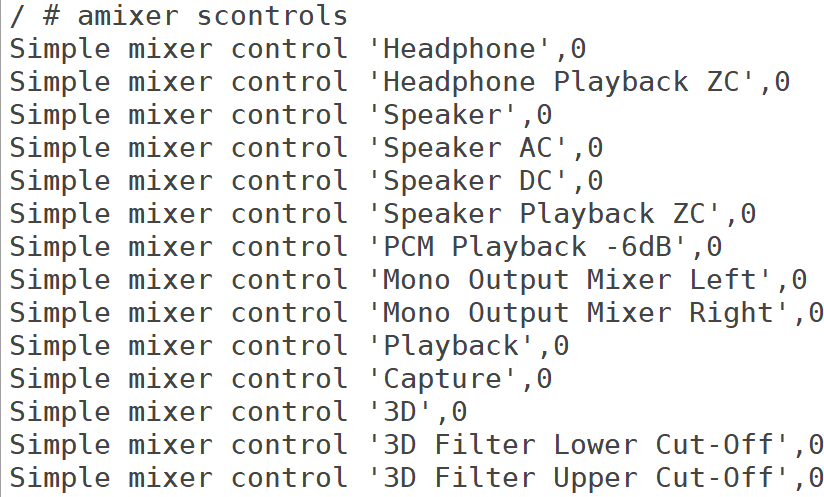 / # amixer scontrols
Simple mixer control 'Headphone',0
Simple mixer control 'Headphone Playback ZC',0
Simple mixer control 'Speaker',0
Simple mixer control 'Speaker AC',0
Simple mixer control 'Speaker DC',0
Simple mixer control 'Speaker Playback ZC',0
Simple mixer control 'PCM Playback -6dB',0
Simple mixer control 'Mono Output Mixer Left',0
Simple mixer control 'Mono Output Mixer Right',0
Simple mixer control 'Playback',0
Simple mixer control 'Capture',0
Simple mixer control '3D',0
Simple mixer control '3D Filter Lower Cut-Off',0
Simple mixer control '3D Filter Upper Cut-Off',0